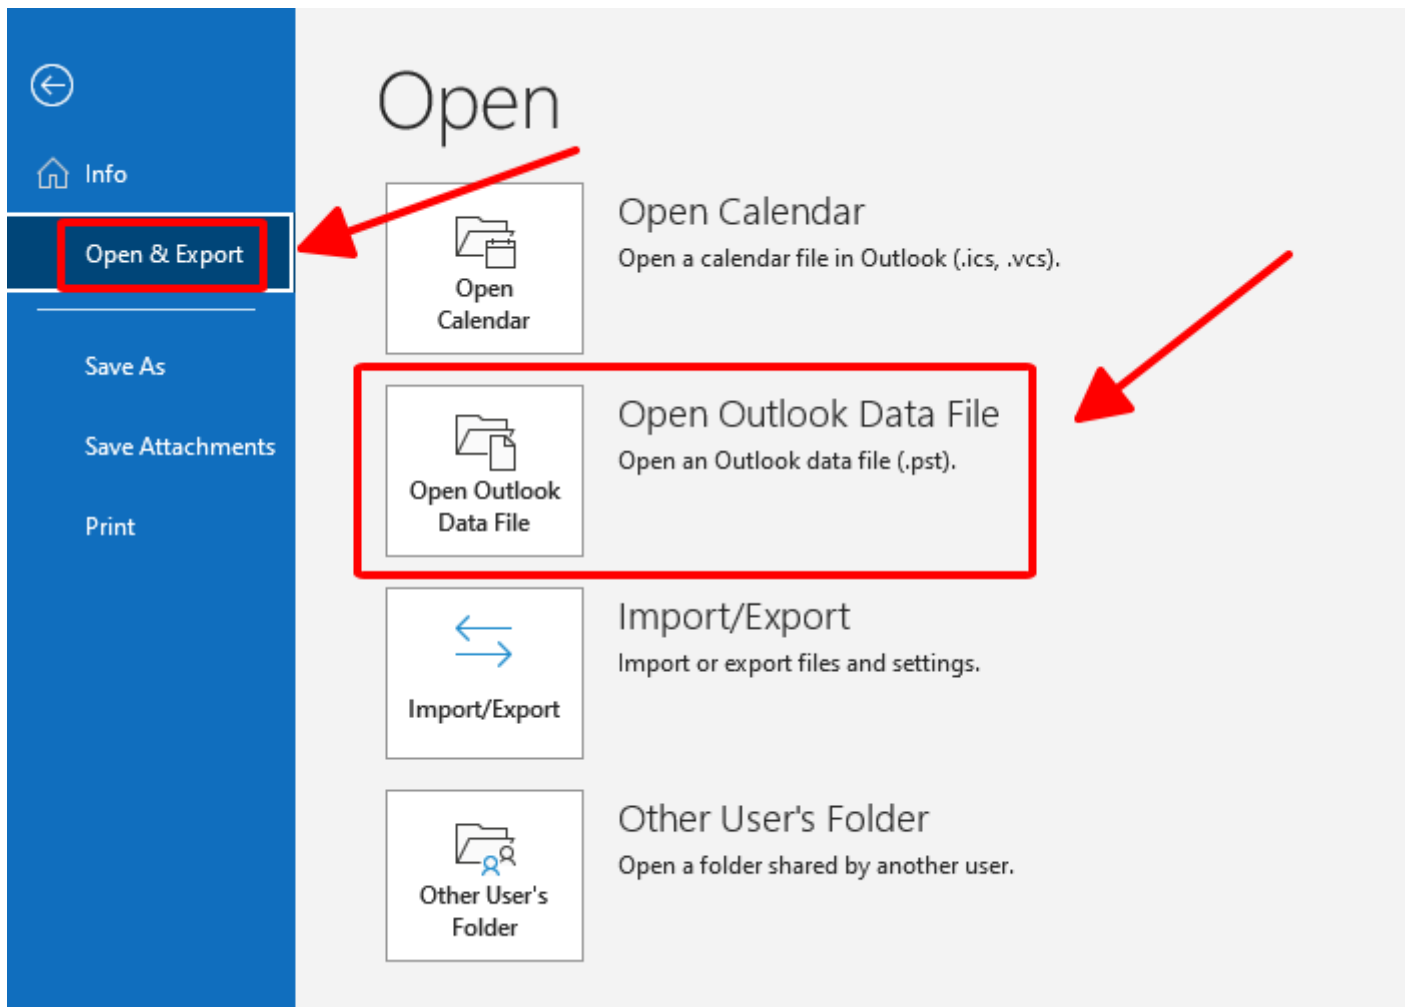 Info
Open & Export
Save As
Save Attachments
Print
Open
Open
Calendar
Open Calendar
Open a calendar file in Outlook (.ics, .vcs).
Open Outlook
Data File
Open Outlook Data File
Open an Outlook data file (.pst).
Import/Export
Import/Export
Import or export files and settings.
Other User's
Folder
Other User's Folder
Open a folder shared by another user.